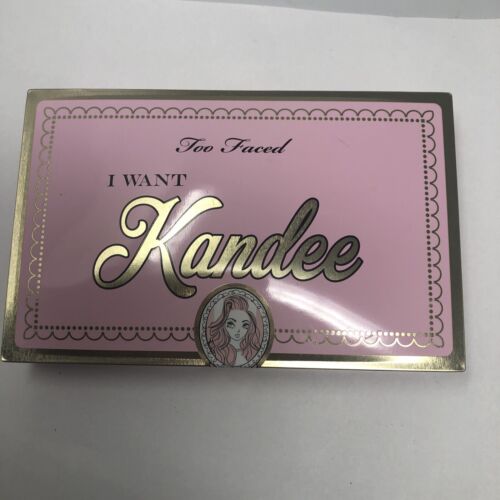 Too Faced
I WANT
Kandee